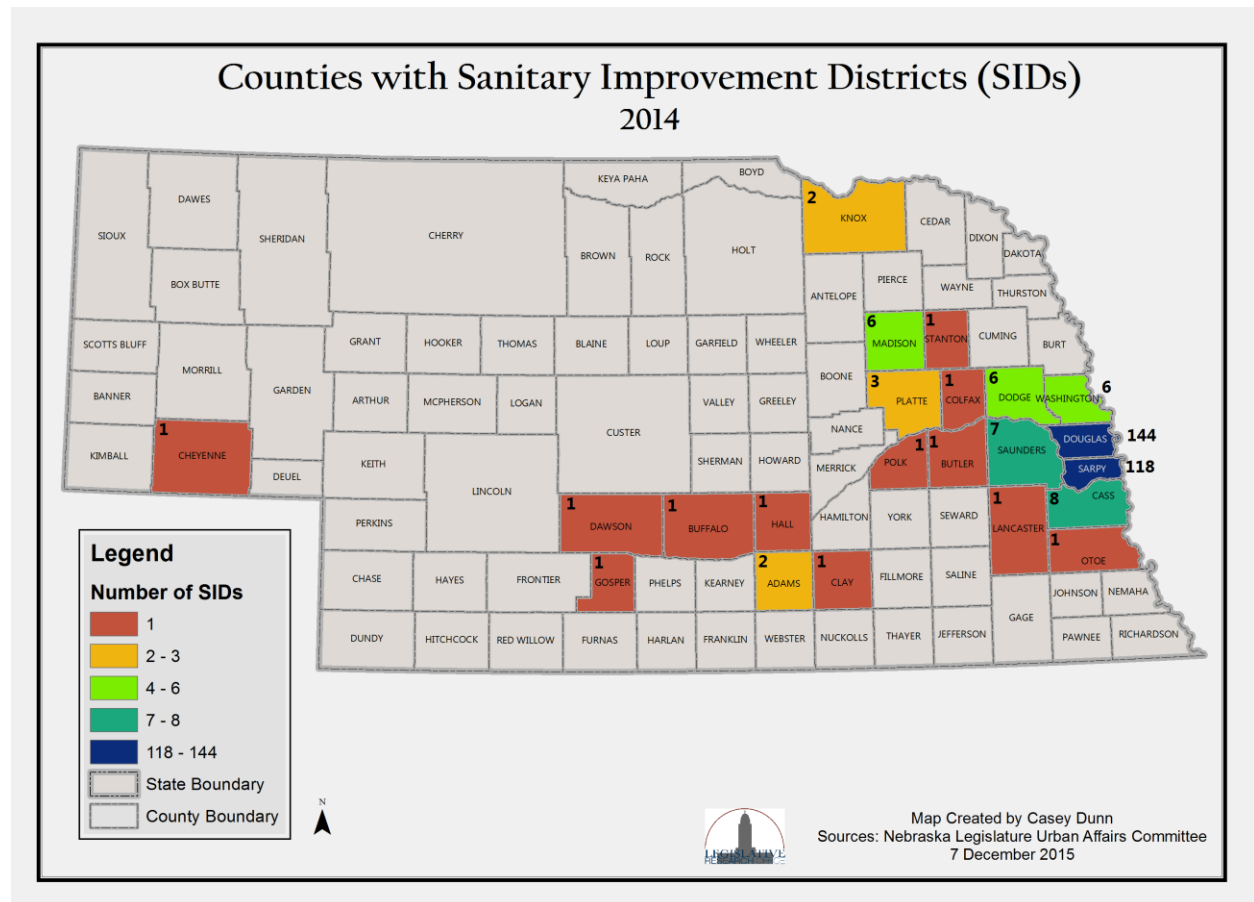 Counties with Sanitary Improvement Districts (SIDs)
2014
KEYA PAHA
BOYD
DAWES
2
KNOX
CEDAR
SIOUX
SHERIDAN
CHERRY
DIXON
HOLT
BROWN
ROCK
DAKOTA
BOX BUTTE
PIERCE
WAYNE
ANTELOPE
THURSTON
6
1
SCOTTS BLUFF
GRANT
HOOKER
THOMAS
BLAINE
LOUP
GARFIELD
WHEELER
MADISON
STANTON
CUMING
BURT
MORRILL
BOONE
3
1
6
6
GARDEN
BANNER
ARTHUR
MCPHERSON
LOGAN
VALLEY
GREELEY
PLATTE
COLFAX
DODGE
WASHINGTON
1
CUSTER
NANCE
7
DOUGLAS
144
KIMBALL
CHEYENNE
KEITH
SHERMAN
HOWARD
MERRICK
1
1
POLK
BUTLER
SAUNDERS
SARPY
118
DEUEL
LINCOLN
1
1
1
1
8
CASS
PERKINS
DAWSON
BUFFALO
HALL
HAMILTON
YORK
SEWARD
LANCASTER
1
OTOE
1
2
1
CHASE
HAYES
FRONTIER
GOSPER
PHELPS
KEARNEY
ADAMS
CLAY
FILLMORE
SALINE
JOHNSON
NEMAHA
GAGE
DUNDY
HITCHCOCK
RED WILLOW
FURNAS
HARLAN
FRANKLIN
WEBSTER
NUCKOLLS
THAYER
JEFFERSON
PAWNEE
RICHARDSON
Legend
Number of SIDs
1
2 - 3
4 - 6
7 - 8
118 - 144
State Boundary
County Boundary
N
LEGISLATIVE
RESEARCH OFFICE
Map Created by Casey Dunn
Sources: Nebraska Legislature Urban Affairs Committee
7 December 2015